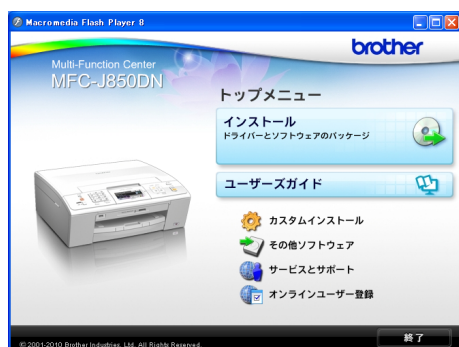 Macromedia Flash Player 8
brother
Multi-Function Center
MFC-J850DN
トップメニュー
インストール
ドライバーとソフトウェアのパッケージ
ユーザーズガイド
カスタムインストール
その他ソフトウェア
サービスとサポート
オンラインユーザー登録
© 2001-2010 Brother Industries, Ltd. All Rights Reserved.
終了